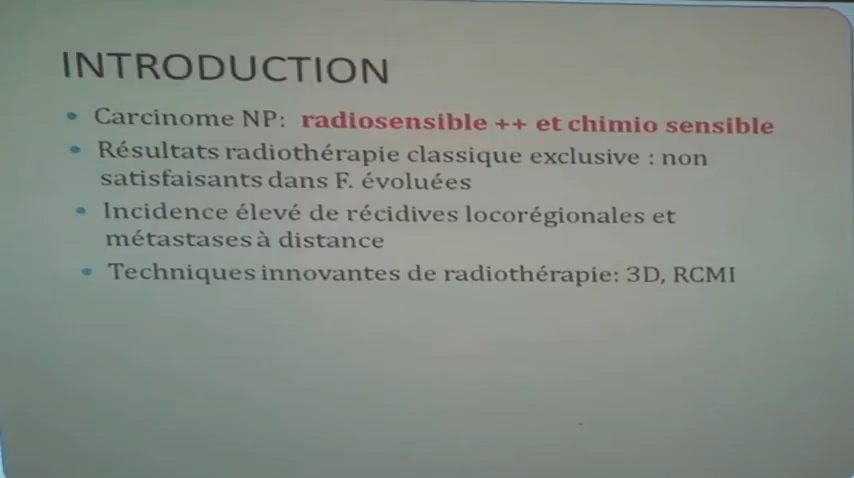 INTRODUCTION
• Carcinome NP: radiosensible ++ et chimio sensible
• Résultats radiothérapie classique exclusive : non
satisfaisants dans F. évoluées
• Incidence élevé de récidives locorégionales et
métastases à distance
• Techniques innovantes de radiothérapie: 3D, RCMI